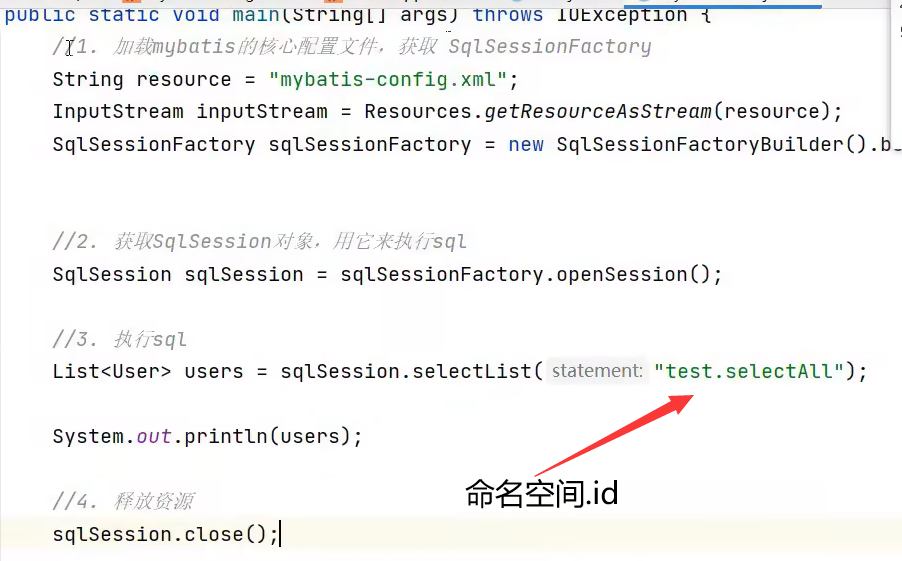 public static void main(String[] args) throws IOException {
//1. 加载mybatis的核心配置文件，获取 SqlSessionFactory
String resource = "mybatis-config.xml";
InputStream inputStream = Resources.getResourceAsStream(resource);
SqlSessionFactory sqlSessionFactory = new SqlSessionFactoryBuilder().bu
//2. 获取SqlSession对象，用它来执行sql
SqlSession sqlSession = sqlSessionFactory.openSession();
//3. 执行sql
List<User> users = sqlSession.selectList( statement: "test.selectAll");
System.out.println(users);
命名空间.id
//4. 释放资源
sqlSession.close();